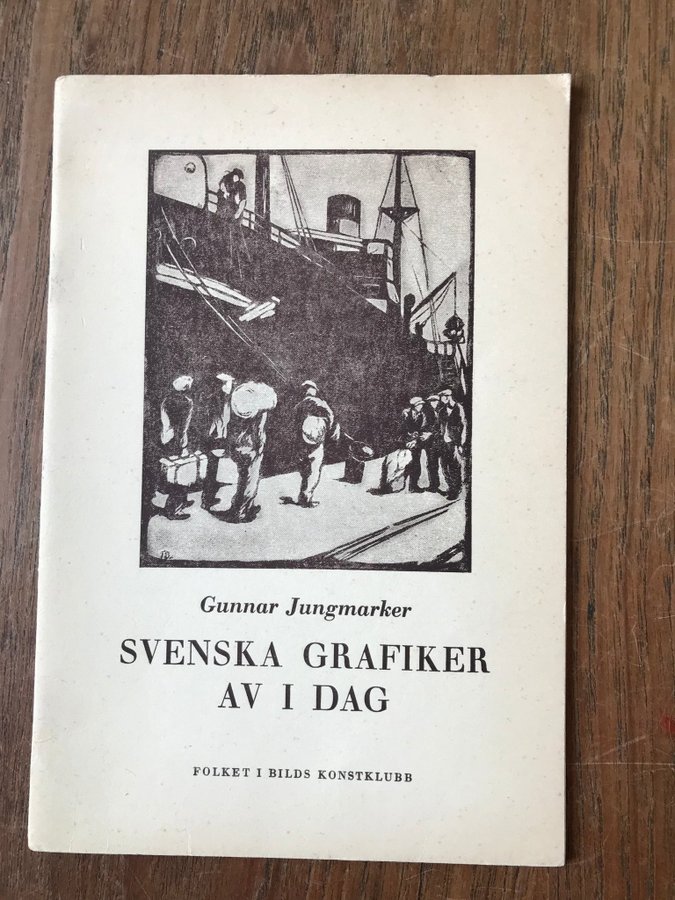 Gunnar Jungmarker
SVENSKA GRAFIKER
AV I DAG
FOLKET I BILDS KONSTKLUBB